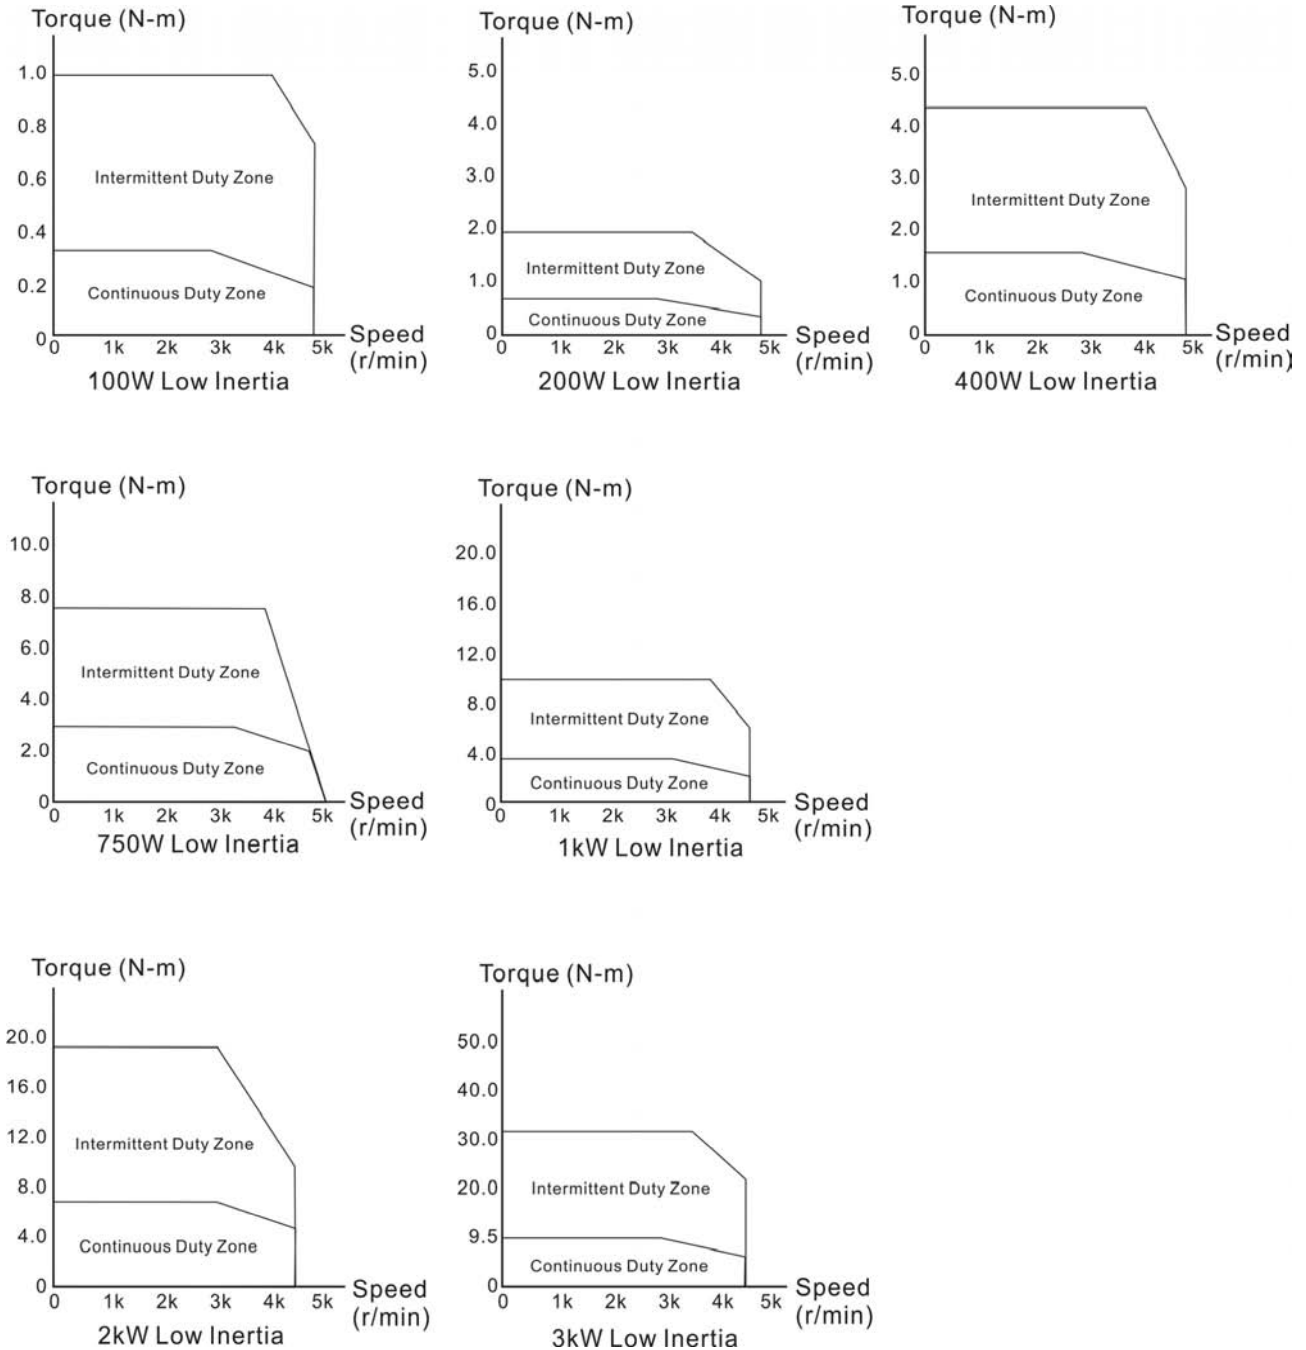 Torque (N-m)
1.0
0.8
0.6
0.4
0.2
0
Intermittent Duty Zone
Continuous Duty Zone
0 1k 2k 3k 4k 5k
Speed
(r/min)
100W Low Inertia
Torque (N-m)
5.0
4.0
3.0
2.0
1.0
0
Intermittent Duty Zone
Continuous Duty Zone
0 1k 2k 3k 4k 5k
Speed
(r/min)
200W Low Inertia
Torque (N-m)
5.0
4.0
3.0
2.0
1.0
0
Intermittent Duty Zone
Continuous Duty Zone
0 1k 2k 3k 4k 5k
Speed
(r/min)
400W Low Inertia
Torque (N-m)
10.0
8.0
6.0
4.0
2.0
0
Intermittent Duty Zone
Continuous Duty Zone
0 1k 2k 3k 4k 5k
Speed
(r/min)
750W Low Inertia
Torque (N-m)
20.0
16.0
12.0
8.0
4.0
0
Intermittent Duty Zone
Continuous Duty Zone
0 1k 2k 3k 4k 5k
Speed
(r/min)
1kW Low Inertia
Torque (N-m)
20.0
16.0
12.0
8.0
4.0
0
Intermittent Duty Zone
Continuous Duty Zone
0 1k 2k 3k 4k 5k
Speed
(r/min)
2kW Low Inertia
Torque (N-m)
50.0
40.0
30.0
20.0
9.5
0
Intermittent Duty Zone
Continuous Duty Zone
0 1k 2k 3k 4k 5k
Speed
(r/min)
3kW Low Inertia